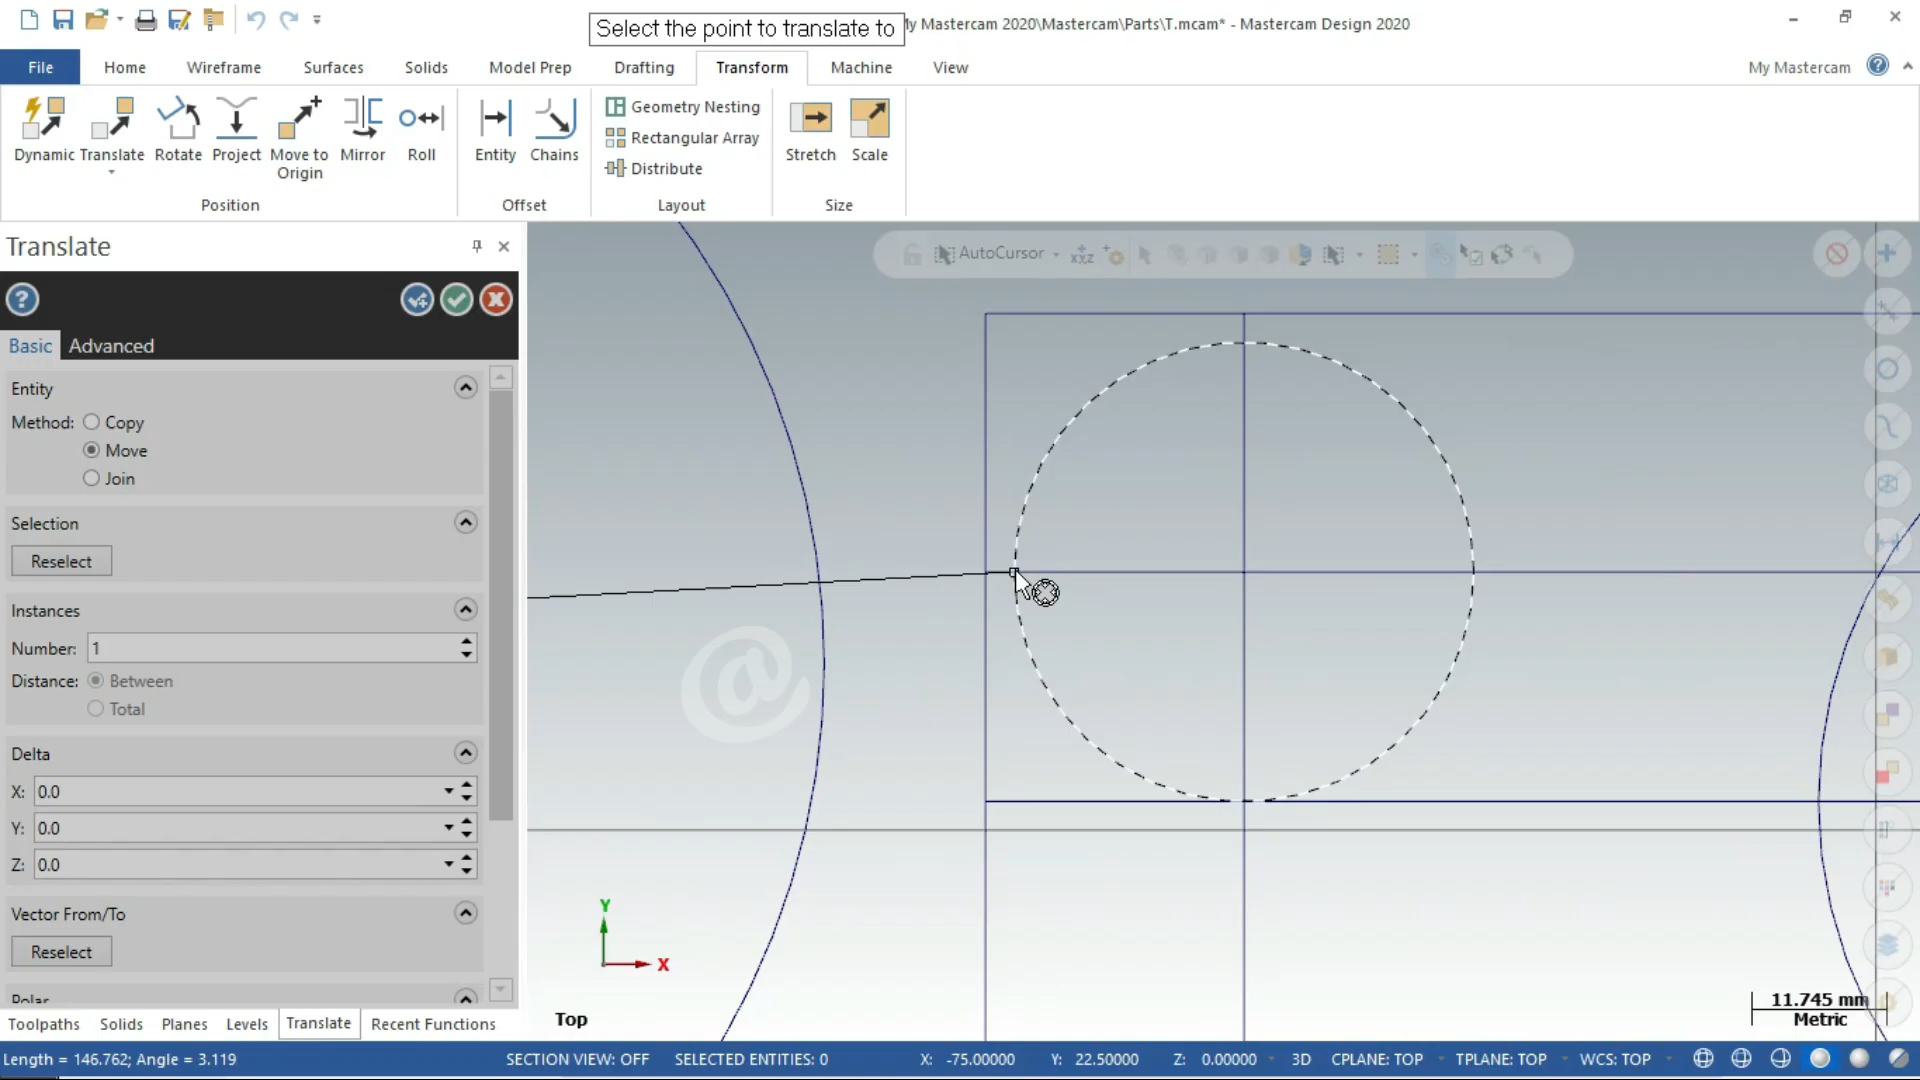 Select the point to translate to
My Mastercam 2020\Mastercam\Parts\T.mcam* - Mastercam Design 2020
File Home Wireframe Surfaces Solids Model Prep Drafting Transform Machine View My Mastercam
Dynamic Translate Rotate Project Move to Origin Mirror Roll
Position
Entity Chains
Offset
Geometry Nesting
Rectangular Array
Distribute
Layout
Stretch Scale
Size
Translate
AutoCursor
Basic Advanced
Entity
Method: Copy
Move
Join
Selection
Reselect
Instances
Number: 1
Distance: Between
Total
Delta
X: 0.0
Y: 0.0
Z: 0.0
Vector From/To
Reselect
Polar
@
Y
X
Top
11.745 mm
Metric
Toolpaths Solids Planes Levels Translate Recent Functions
Length = 146.762; Angle = 3.119 SECTION VIEW: OFF SELECTED ENTITIES: 0 X: -75.00000 Y: 22.50000 Z: 0.00000 3D CPLANE: TOP TPLANE: TOP WCS: TOP